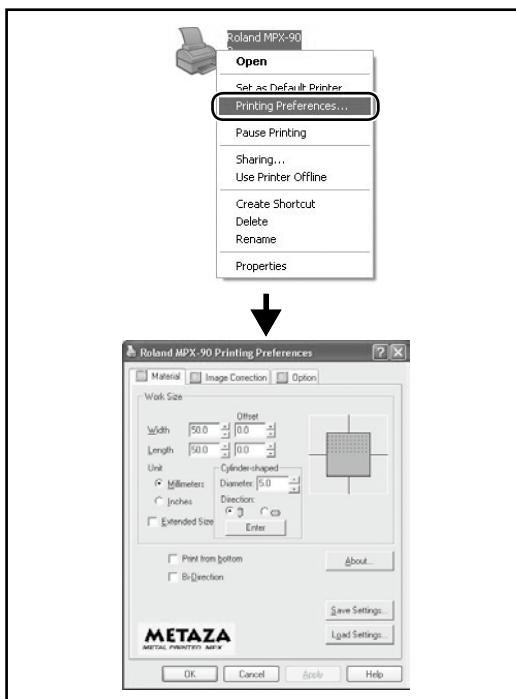 Roland MPX-90
Open
Set as Default Printer
Printing Preferences...
Pause Printing
Sharing...
Use Printer Offline
Create Shortcut
Delete
Rename
Properties
Roland MPX-90 Printing Preferences
Material Image Correction Option
Work Size
Offset
Width 50.0 0.0
Length 50.0 0.0
Unit Cylinder-shaped
Millimeters Diameter: 5.0
Inches Direction:
Extended Size
Enter
Print from bottom About...
Bi-Direction
Save Settings...
METAZA Load Settings...
METAL PRINTED MPX
OK Cancel Apply Help